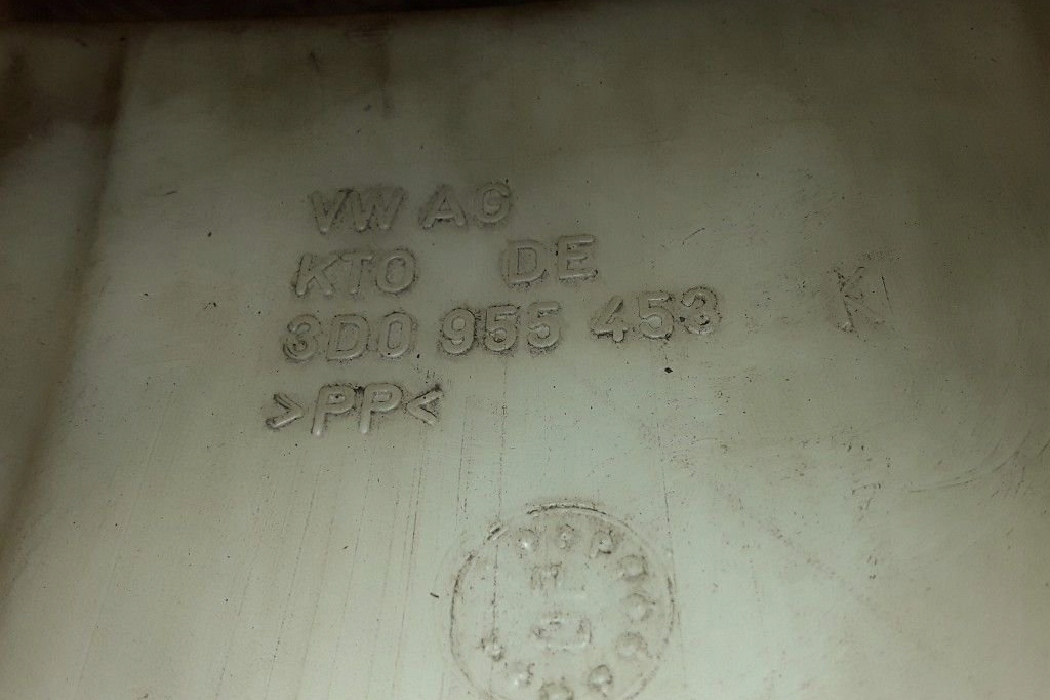 VW AG
KTO DE
3D0 955 453 K
>PP<